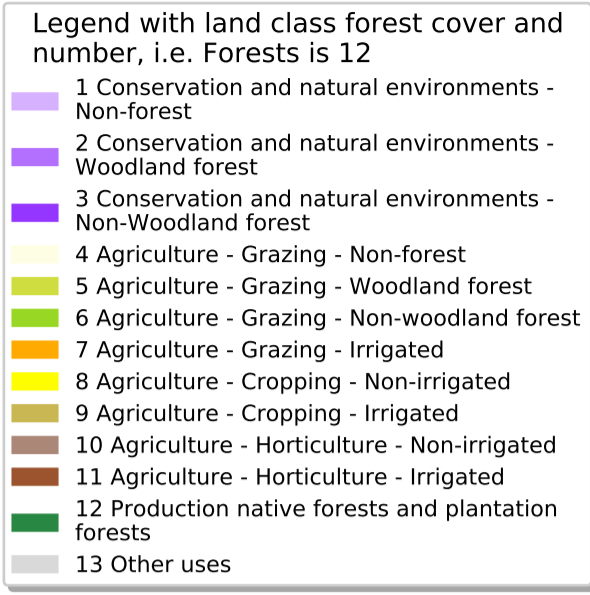 Legend with land class forest cover and
number, i.e. Forests is 12
1 Conservation and natural environments -
Non-forest
2 Conservation and natural environments -
Woodland forest
3 Conservation and natural environments -
Non-Woodland forest
4 Agriculture - Grazing - Non-forest
5 Agriculture - Grazing - Woodland forest
6 Agriculture - Grazing - Non-woodland forest
7 Agriculture - Grazing - Irrigated
8 Agriculture - Cropping - Non-irrigated
9 Agriculture - Cropping - Irrigated
10 Agriculture - Horticulture - Non-irrigated
11 Agriculture - Horticulture - Irrigated
12 Production native forests and plantation
forests
13 Other uses